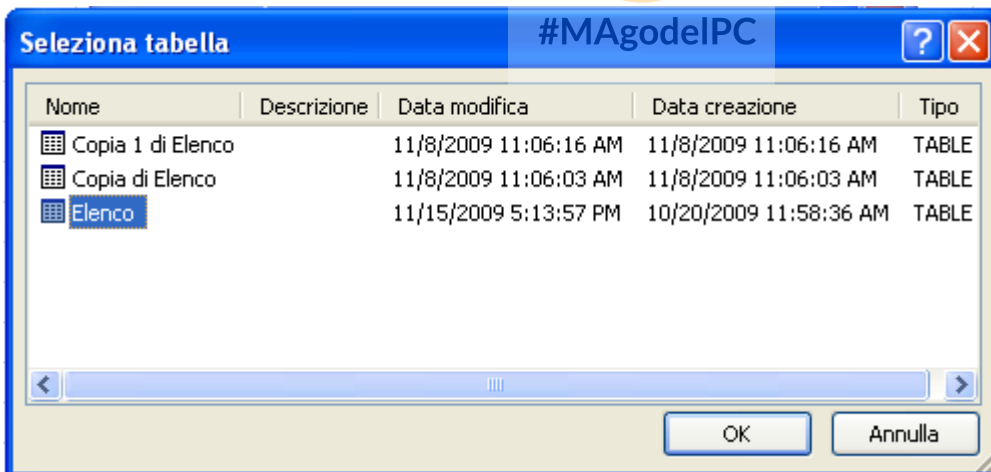 #MAgodelPC
Seleziona tabella
Nome Descrizione Data modifica Data creazione Tipo
Copia 1 di Elenco 11/8/2009 11:06:16 AM 11/8/2009 11:06:16 AM TABLE
Copia di Elenco 11/8/2009 11:06:03 AM 11/8/2009 11:06:03 AM TABLE
Elenco 11/15/2009 5:13:57 PM 10/20/2009 11:58:36 AM TABLE
OK Annulla